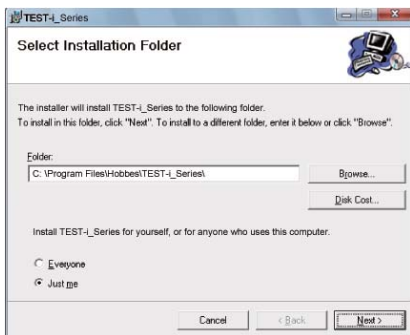 TEST-i_Series
Select Installation Folder
The installer will install TEST-i_Series to the following folder.
To install in this folder, click "Next". To install to a different folder, enter it below or click "Browse".
Folder:
C: \Program Files\Hobbes\TEST-i_Series\
Browse...
Disk Cost...
Install TEST-i_Series for yourself, or for anyone who uses this computer.
Everyone
Just me
Cancel
< Back
Next >